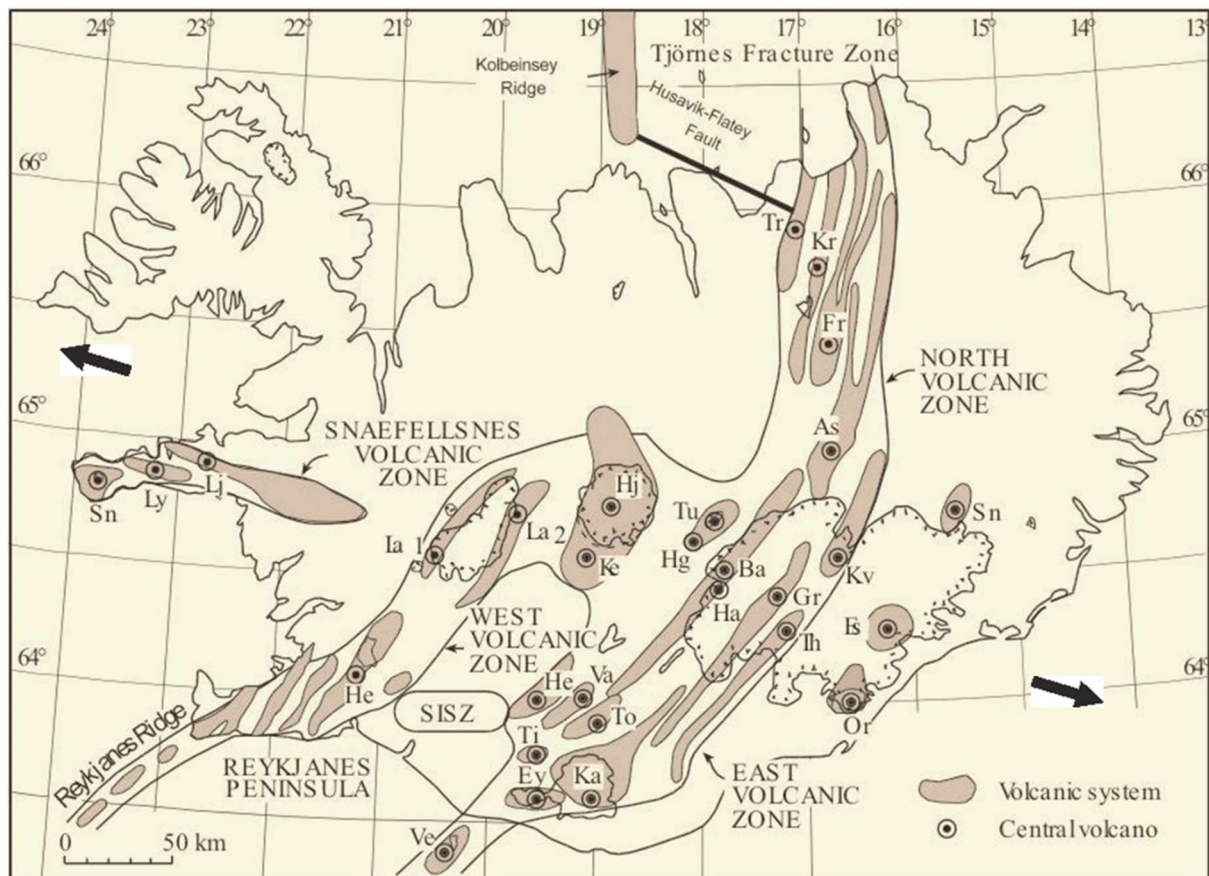 24° 23° 22° 21° 20° 19° 18° 17° 16° 15° 14° 13°
Tjörnes Fracture Zone
Kolbeinsey
Ridge
Husavik-Flatey
Fault
66°
66°
Tr
Kr
Fr
NORTH
VOLCANIC
ZONE
65°
65°
SNAEFELLSNES
VOLCANIC
ZONE
As
Sn
Ly
Lj
Hj
Tu
Sn
la 1
La 2
Ke
Hg
Ba
Kv
Ha
Gr
WEST
VOLCANIC
ZONE
Th
Es
64°
64°
He
He
Va
SISZ
To
Or
Reykjanes Ridge
Ti
REYKJANES
PENINSULA
Ey
Ka
EAST
VOLCANIC
ZONE
Volcanic system
Central volcano
Ve
0 50 km